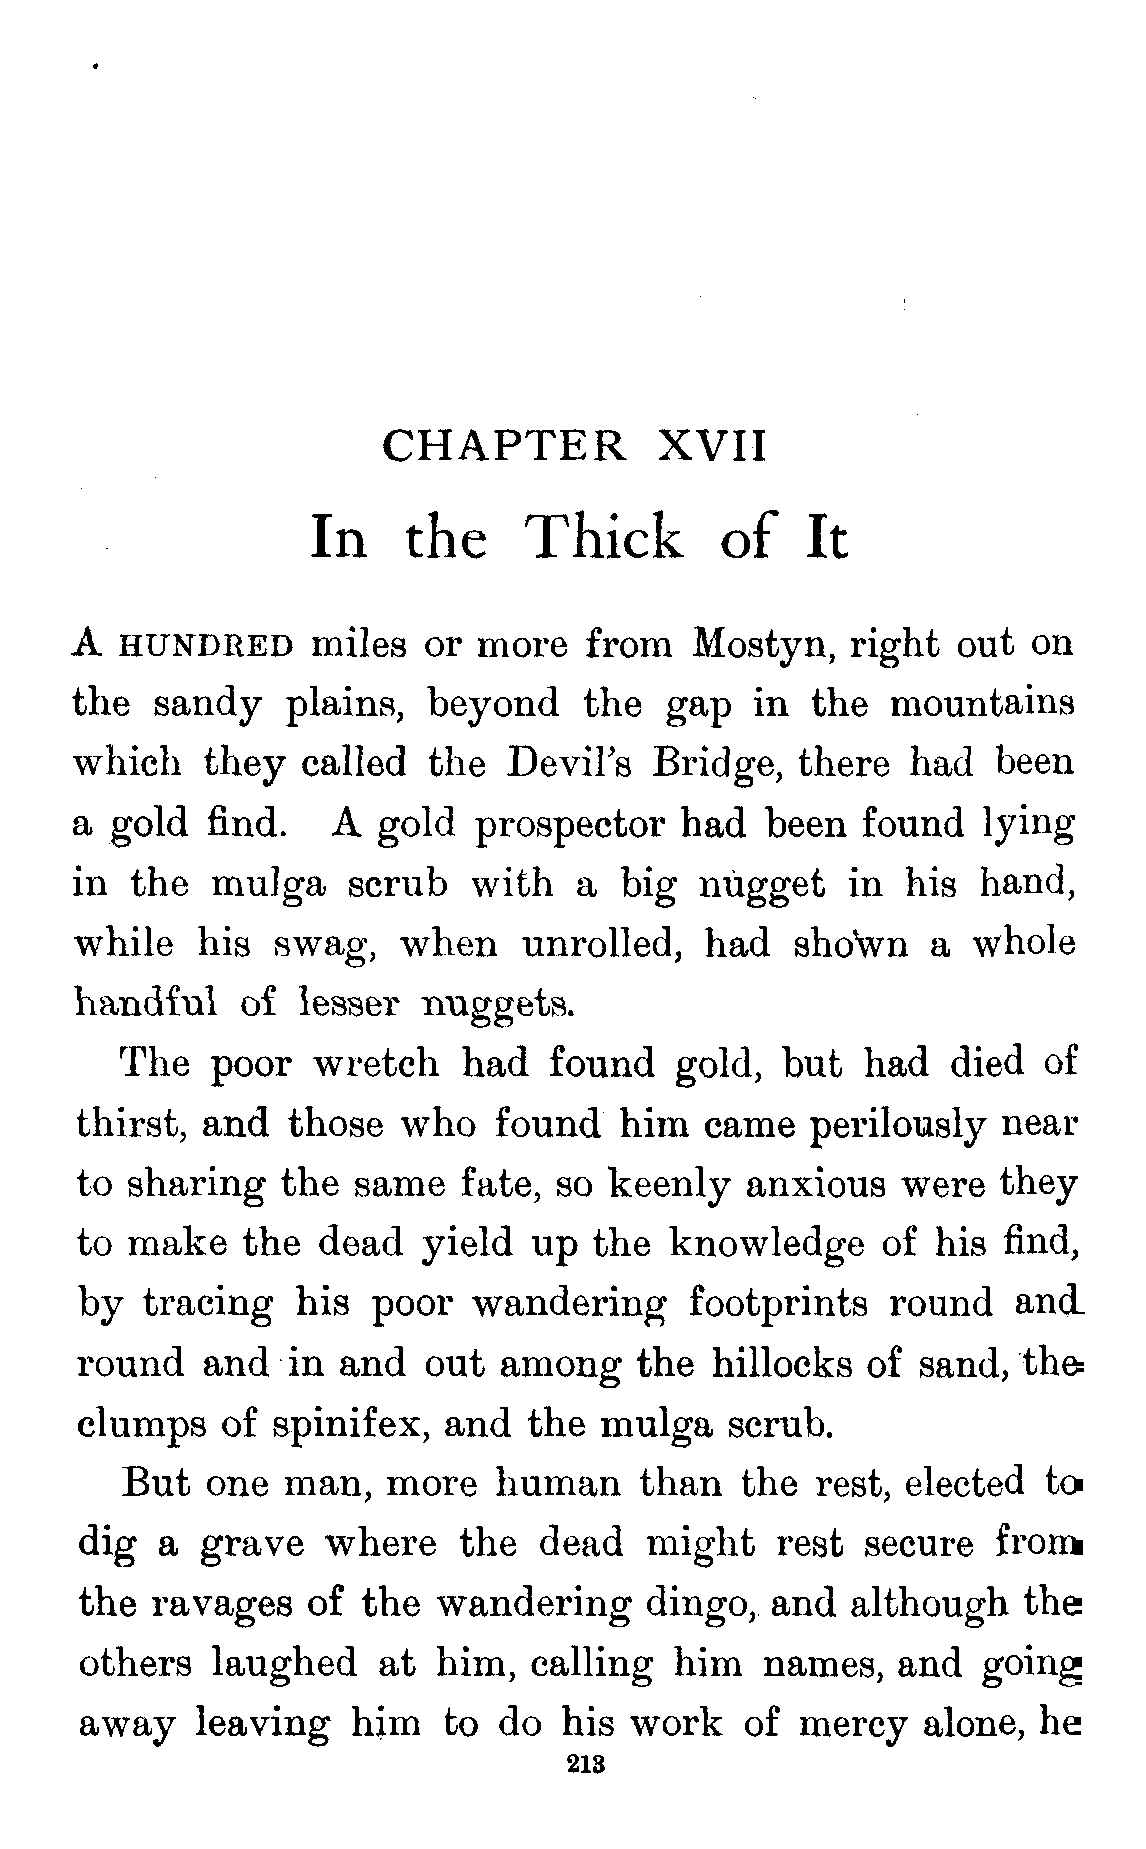 CHAPTER XVII
In the Thick of It
A HUNDRED miles or more from Mostyn, right out on
the sandy plains, beyond the gap in the mountains
which they called the Devil's Bridge, there had been
a gold find. A gold prospector had been found lying
in the mulga scrub with a big nugget in his hand,
while his swag, when unrolled, had shown a whole
handful of lesser nuggets.
The poor wretch had found gold, but had died of
thirst, and those who found him came perilously near
to sharing the same fate, so keenly anxious were they
to make the dead yield up the knowledge of his find,
by tracing his poor wandering footprints round and
round and in and out among the hillocks of sand, the
clumps of spinifex, and the mulga scrub.
But one man, more human than the rest, elected to
dig a grave where the dead might rest secure from
the ravages of the wandering dingo, and although the
others laughed at him, calling him names, and going
away leaving him to do his work of mercy alone, he
213